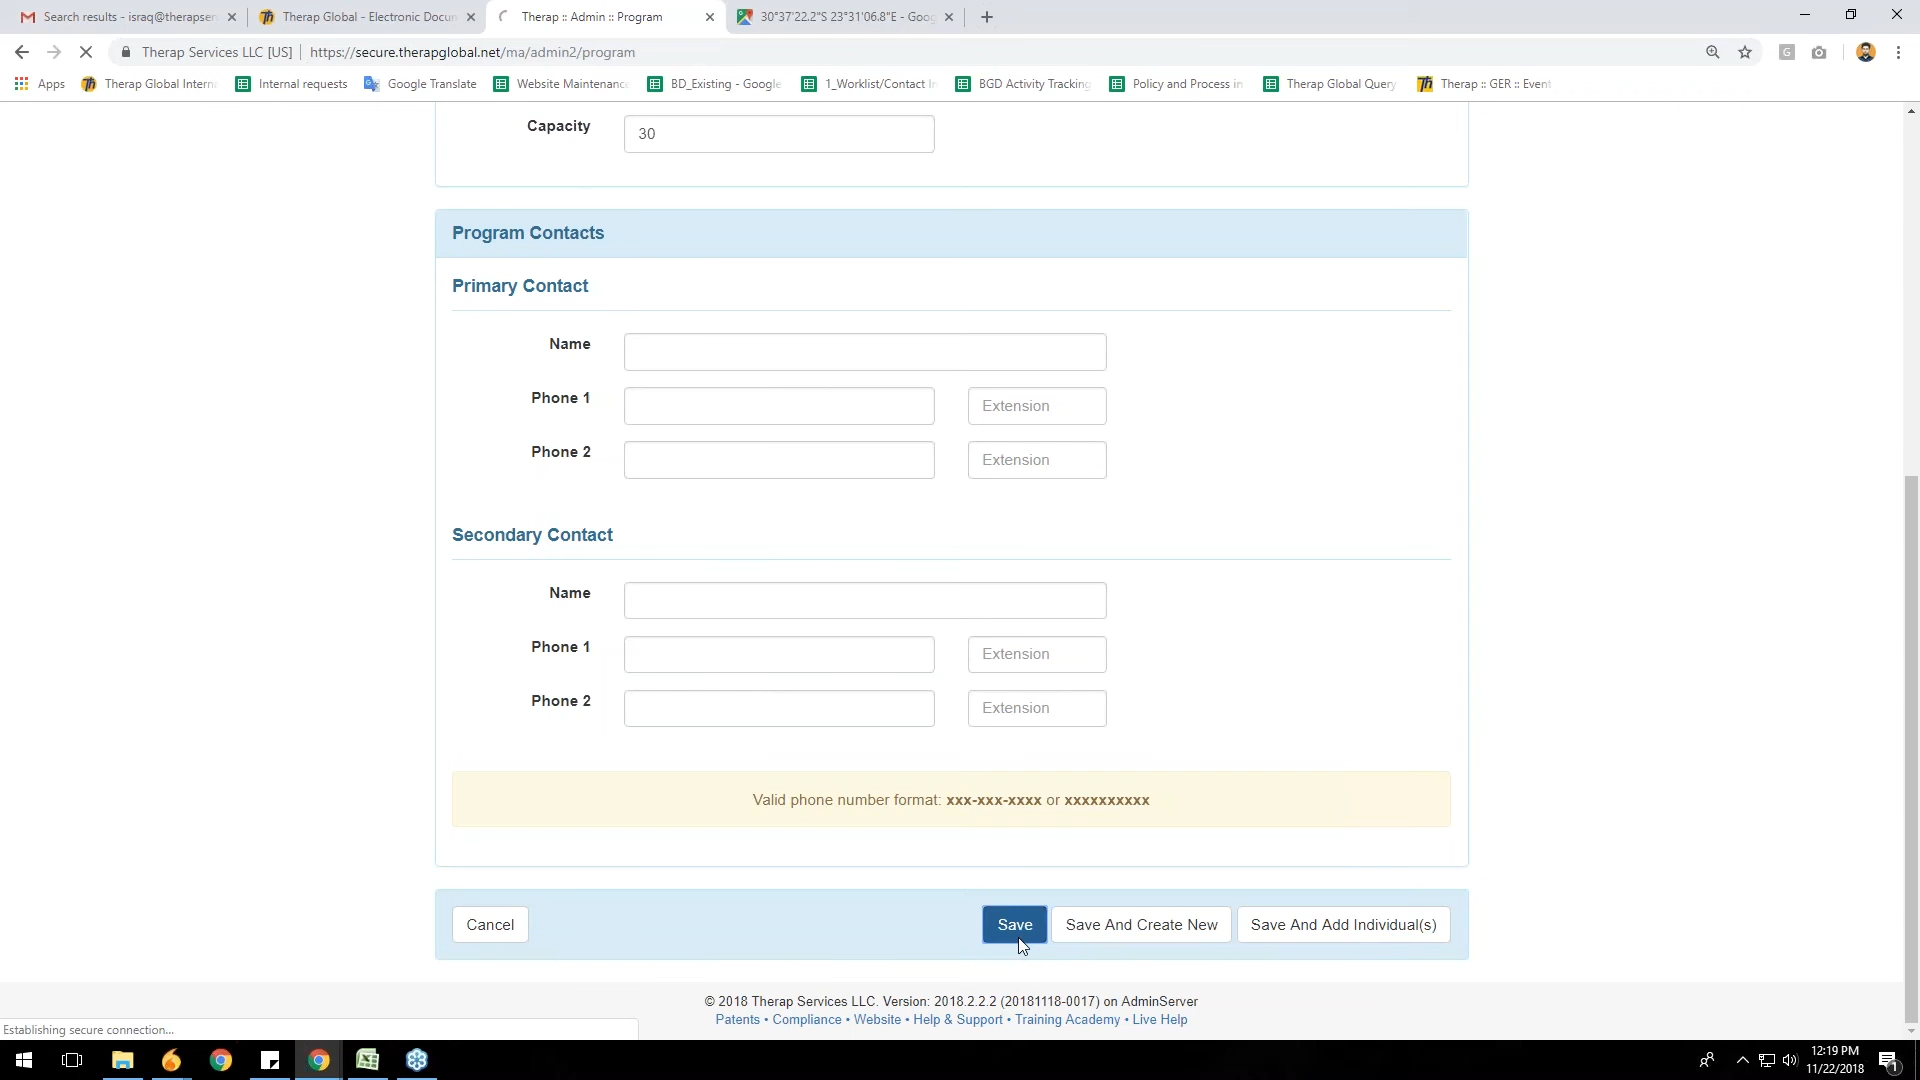 Search results - israq@therapser
Therap Global - Electronic Docun
Therap :: Admin :: Program
30°37'22.2"S 23°31'06.8"E - Goog
Therap Services LLC [US] | https://secure.therapglobal.net/ma/admin2/program
Apps
Therap Global Intern
Internal requests
Google Translate
Website Maintenanc
BD_Existing - Google
1_Worklist/Contact In
BGD Activity Tracking
Policy and Process in
Therap Global Query
Therap :: GER :: Event
Capacity
30
Program Contacts
Primary Contact
Name
Phone 1
Extension
Phone 2
Extension
Secondary Contact
Name
Phone 1
Extension
Phone 2
Extension
Valid phone number format: xxx-xxx-xxxx or xxxxxxxxxx
Cancel
Save
Save And Create New
Save And Add Individual(s)
© 2018 Therap Services LLC. Version: 2018.2.2.2 (20181118-0017) on AdminServer
Patents • Compliance • Website • Help & Support • Training Academy • Live Help
Establishing secure connection...
12:19 PM
11/22/2018
1